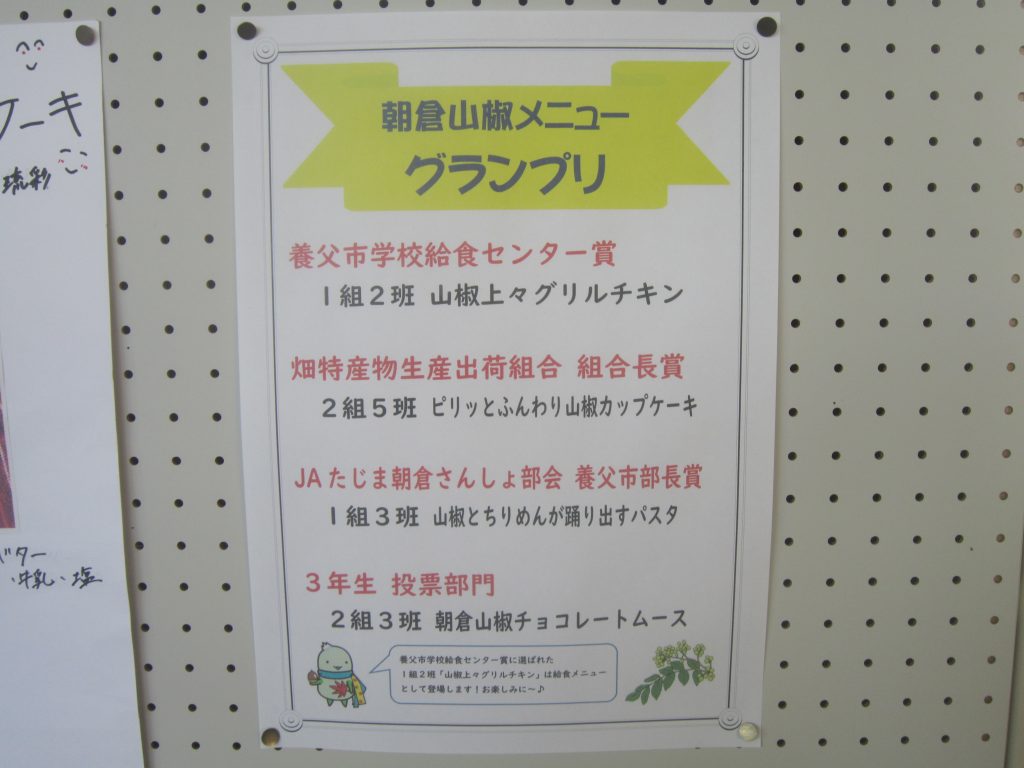 ケーキ
琉彩
バター
・牛乳・塩
朝倉山椒メニュー
グランプリ
養父市学校給食センター賞
1組2班 山椒上々グリルチキン
畑特産物生産出荷組合 組合長賞
2組5班 ピリッとふんわり山椒カップケーキ
JAたじま朝倉さんしょ部会 養父市部長賞
1組3班 山椒とちりめんが踊り出すパスタ
3年生 投票部門
2組3班 朝倉山椒チョコレートムース
養父市学校給食センター賞に選ばれた
1組2班「山椒上々グリルチキン」は給食メニュー
として登場します!お楽しみに～♪